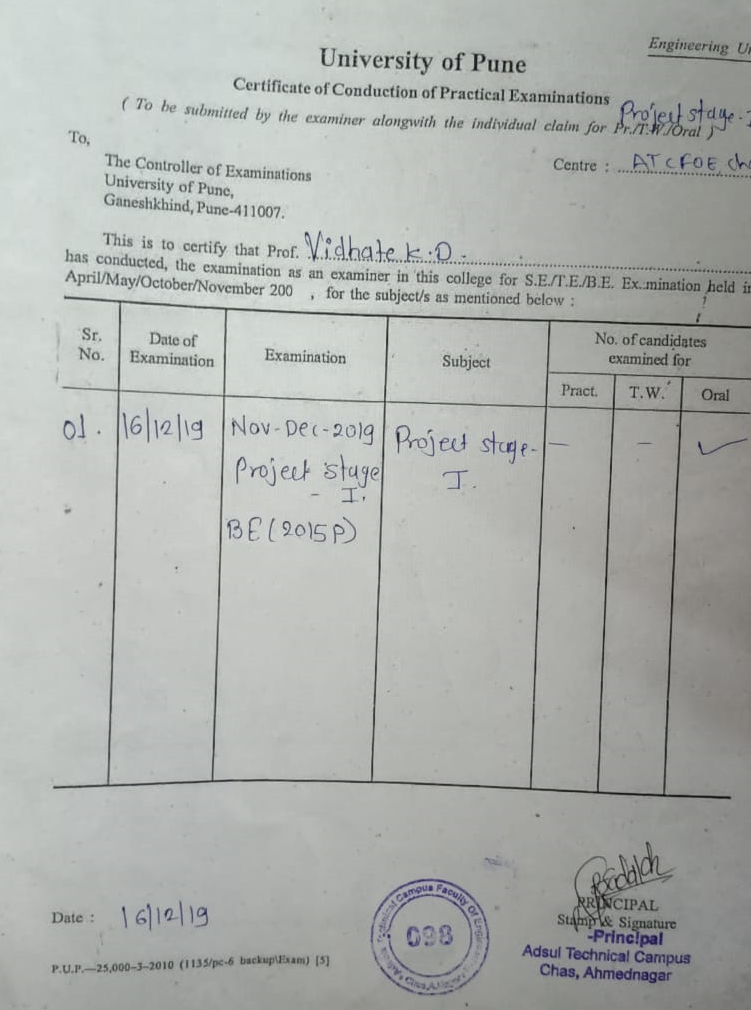 Engineering
University of Pune
Certificate of Conduction of Practical Examinations
( To be submitted by the examiner alongwith the individual claim for Pr./T.W./Oral )
Project stage-I
To,
The Controller of Examinations
University of Pune,
Ganeshkhind, Pune-411007.
Centre : ATCFOE, Cha
This is to certify that Prof. Vidhate K.D.
has conducted, the examination as an examiner in this college for S.E./T.E./B.E. Ex.mination held in
April/May/October/November 200 , for the subject/s as mentioned below :
Sr. No. Date of Examination Examination Subject No. of candidates examined for
Pract. T.W. Oral
01. 16/12/19 Nov-Dec-2019 Project stage- — – ✓
Project stage I.
- I.
BE (2015 P)
PRINCIPAL
Date : 16/12/19
Stamp & Signature
-Principal
Adsul Technical Campus
Chas, Ahmednagar
Technical Campus Faculty Of
098
P.U.P.—25,000–3–2010 (1135/pc-6 backup\Exam) [5]